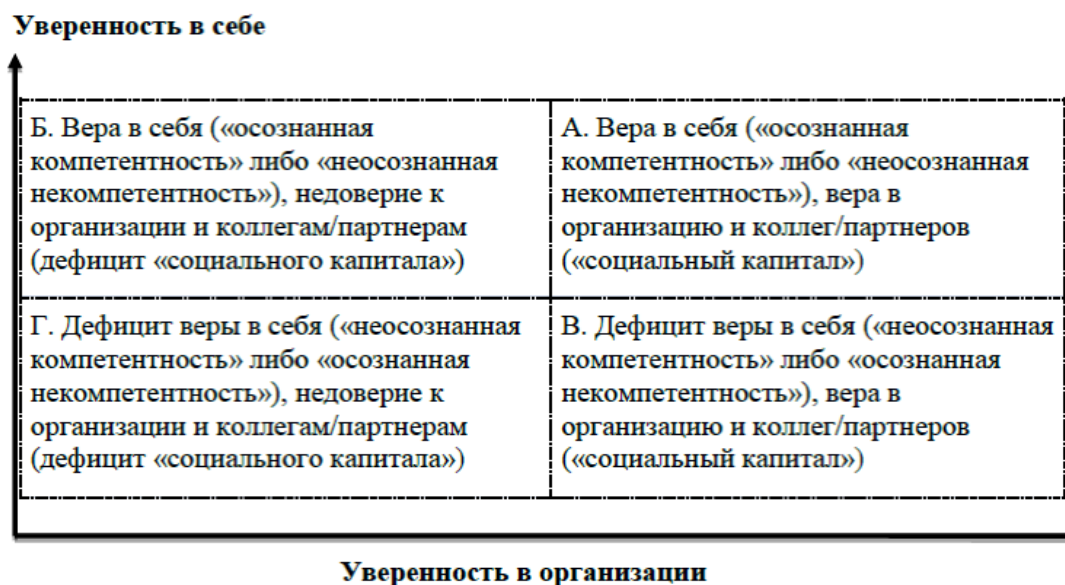 Уверенность в себе
Б. Вера в себя («осознанная
компетентность» либо «неосознанная
некомпетентность»), недоверие к
организации и коллегам/партнерам
(дефицит «социального капитала»)
А. Вера в себя («осознанная
компетентность» либо «неосознанная
некомпетентность»), вера в
организацию и коллег/партнеров
(«социальный капитал»)
Г. Дефицит веры в себя («неосознанная
компетентность» либо «осознанная
некомпетентность»), недоверие к
организации и коллегам/партнерам
(дефицит «социального капитала»)
В. Дефицит веры в себя («неосознанная
компетентность» либо «осознанная
некомпетентность»), вера в
организацию и коллег/партнеров
(«социальный капитал»)
Уверенность в организации